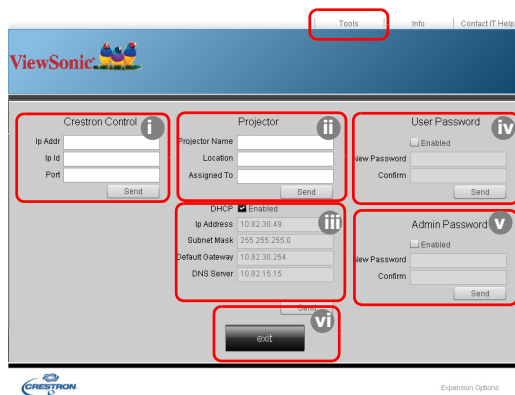 Tools Info Contact IT Help
ViewSonic
Crestron Control i
Ip Addr
Ip Id
Port
Send
Projector ii
Projector Name
Location
Assigned To
Send
DHCP Enabled iii
Ip Address 10.82.30.49
Subnet Mask 255.255.255.0
Default Gateway 10.82.30.254
DNS Server 10.82.15.15
Send
User Password iv
Enabled
New Password
Confirm
Send
Admin Password v
Enabled
New Password
Confirm
Send
vi
exit
CRESTRON
Expansion Options